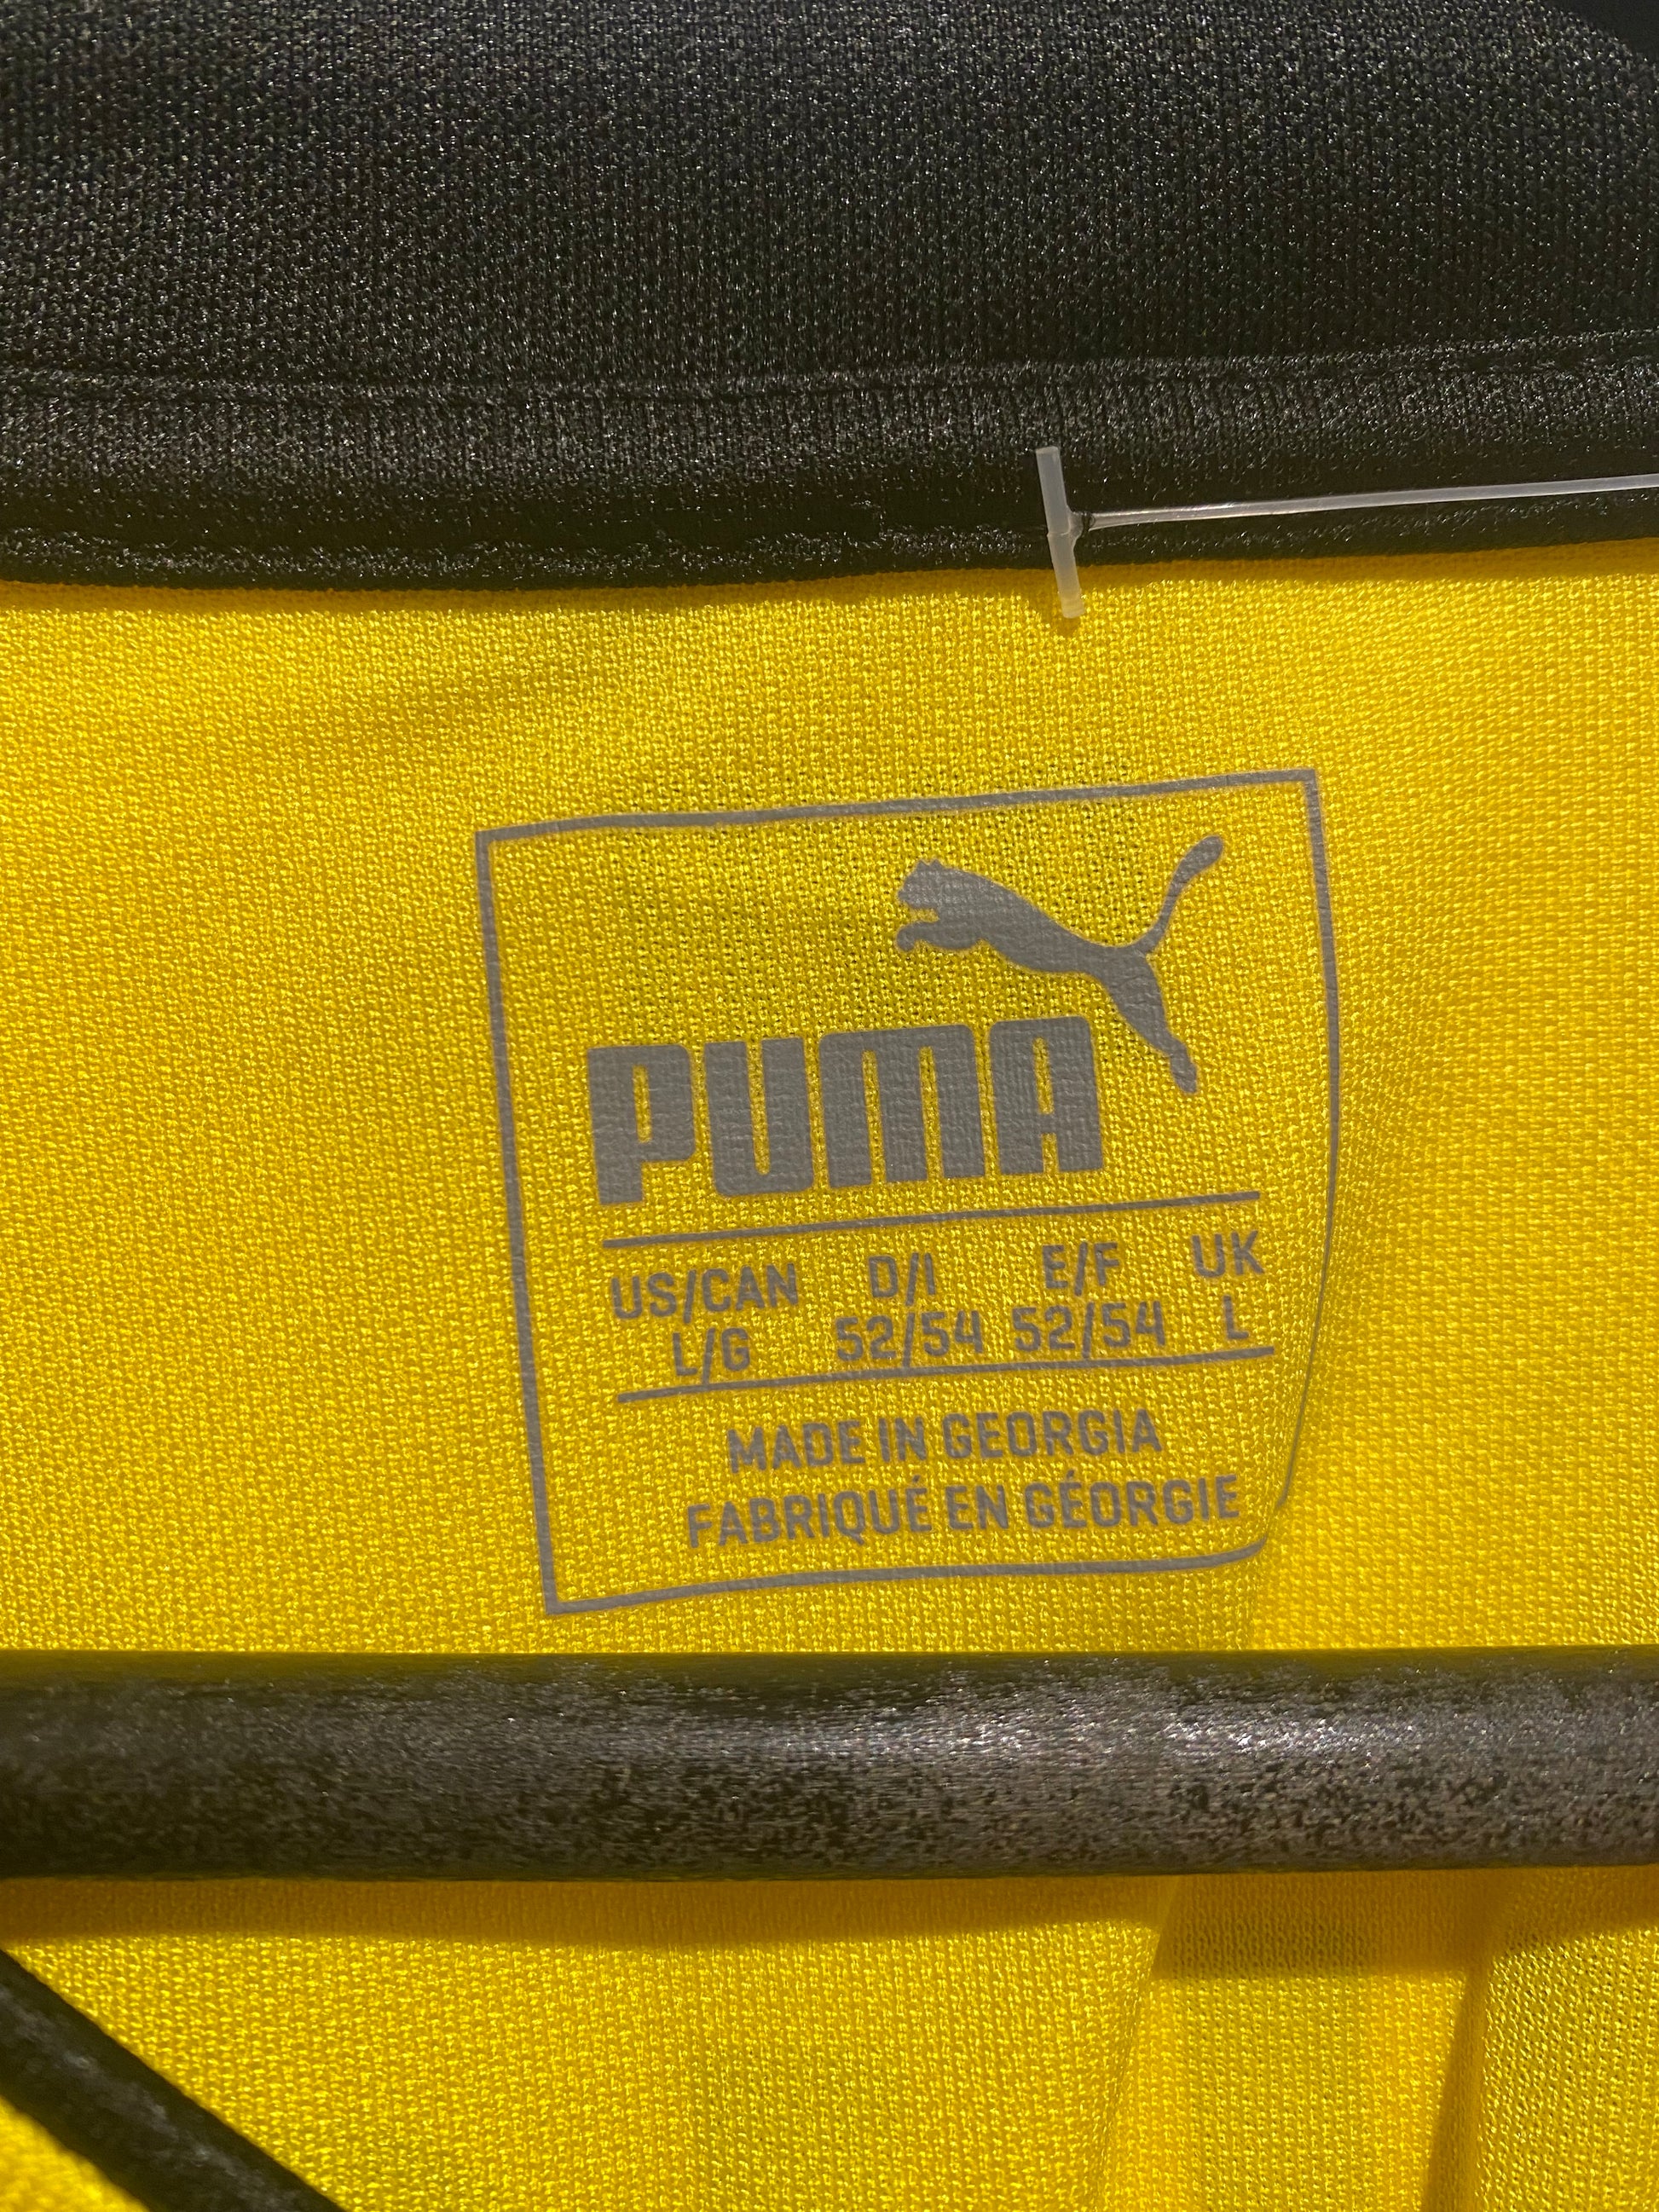 PUMA
US/CAN D/I E/F UK
L/G 52/54 52/54 L
MADE IN GEORGIA
FABRIQUÉ EN GÉORGIE